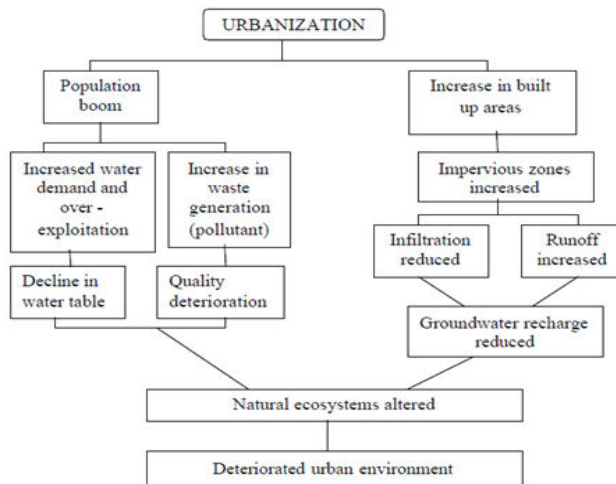 URBANIZATION
Population
boom
Increase in built
up areas
Increased water
demand and
over -
exploitation
Increase in
waste
generation
(pollutant)
Impervious zones
increased
Infiltration
reduced
Runoff
increased
Decline in
water table
Quality
deterioration
Groundwater recharge
reduced
Natural ecosystems altered
Deteriorated urban environment